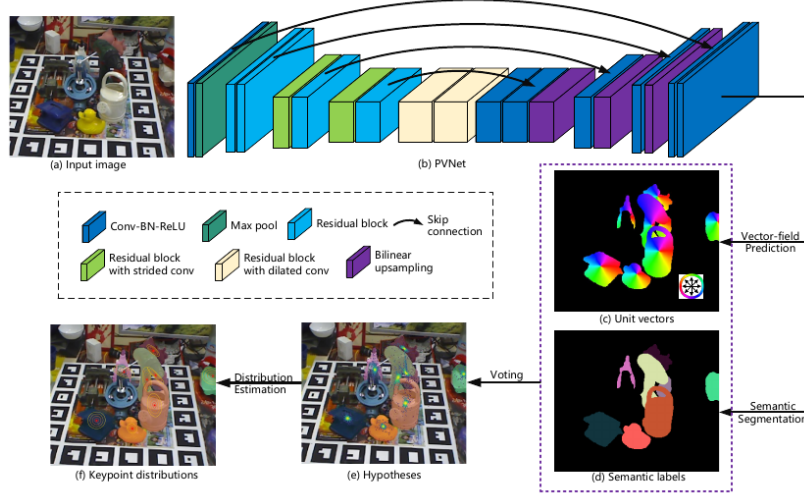 (a) Input image
(b) PVNet
Conv-BN-ReLU
Max pool
Residual block
Skip
connection
Residual block
with strided conv
Residual block
with dilated conv
Bilinear
upsampling
Vector-field
Prediction
(c) Unit vectors
Distribution
Estimation
Voting
Semantic
Segmentation
(f) Keypoint distributions
(e) Hypotheses
(d) Semantic labels